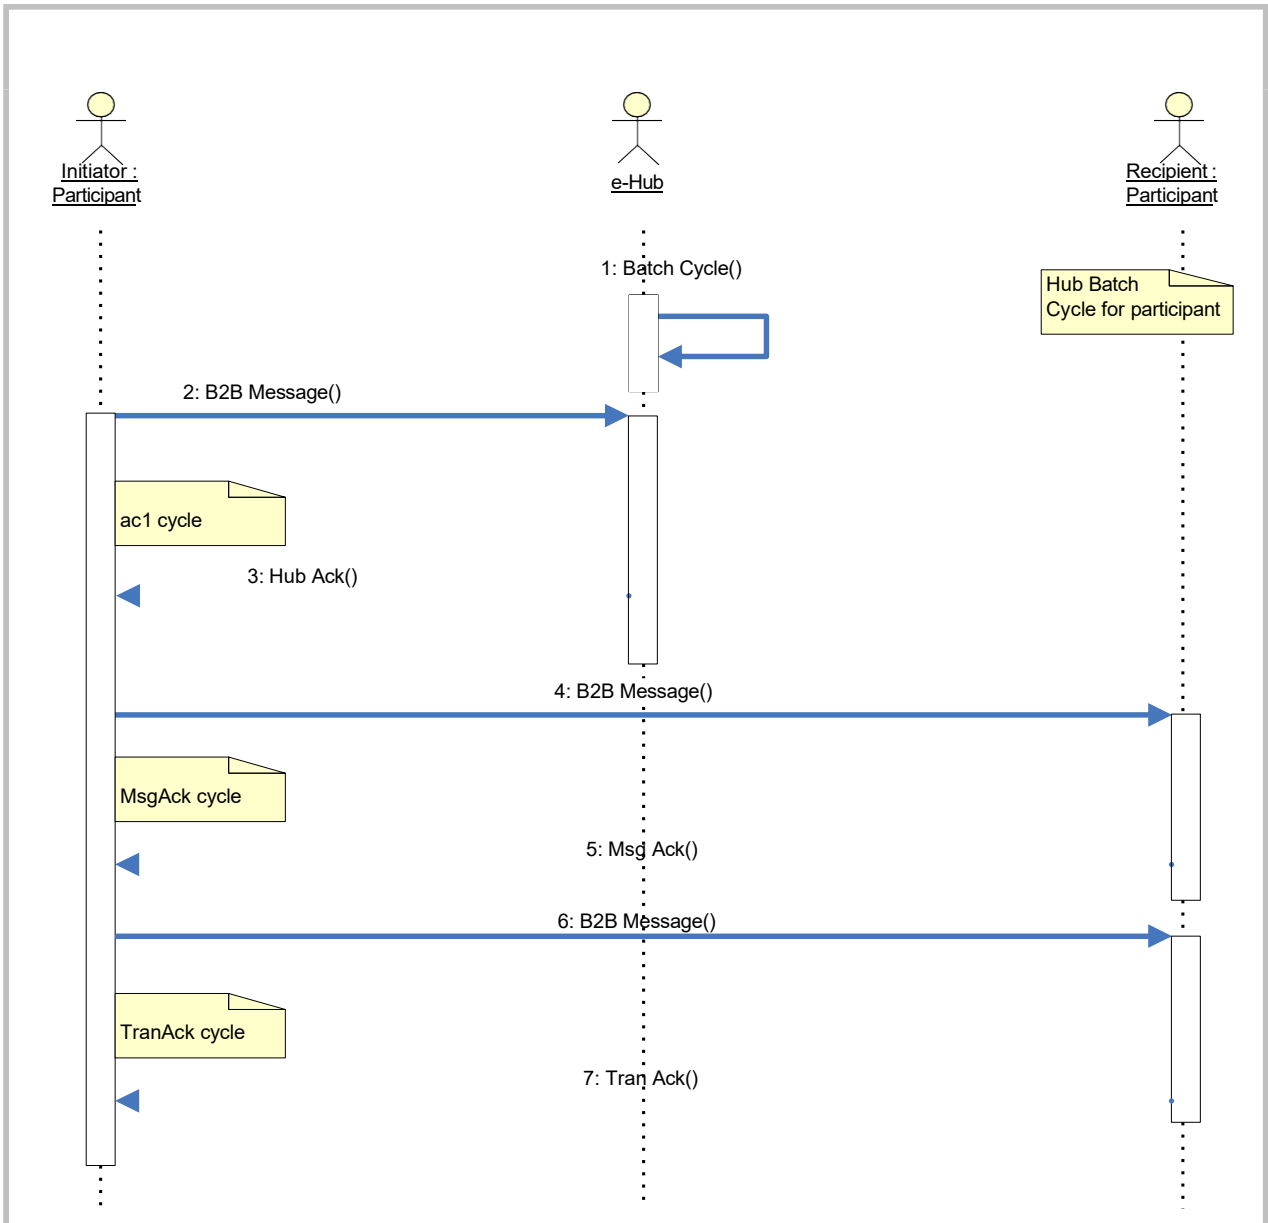 Initiator :
Participant
e-Hub
Recipient :
Participant
1: Batch Cycle()
Hub Batch
Cycle for participant
2: B2B Message()
ac1 cycle
3: Hub Ack()
4: B2B Message()
MsgAck cycle
5: Msg Ack()
6: B2B Message()
TranAck cycle
7: Tran Ack()